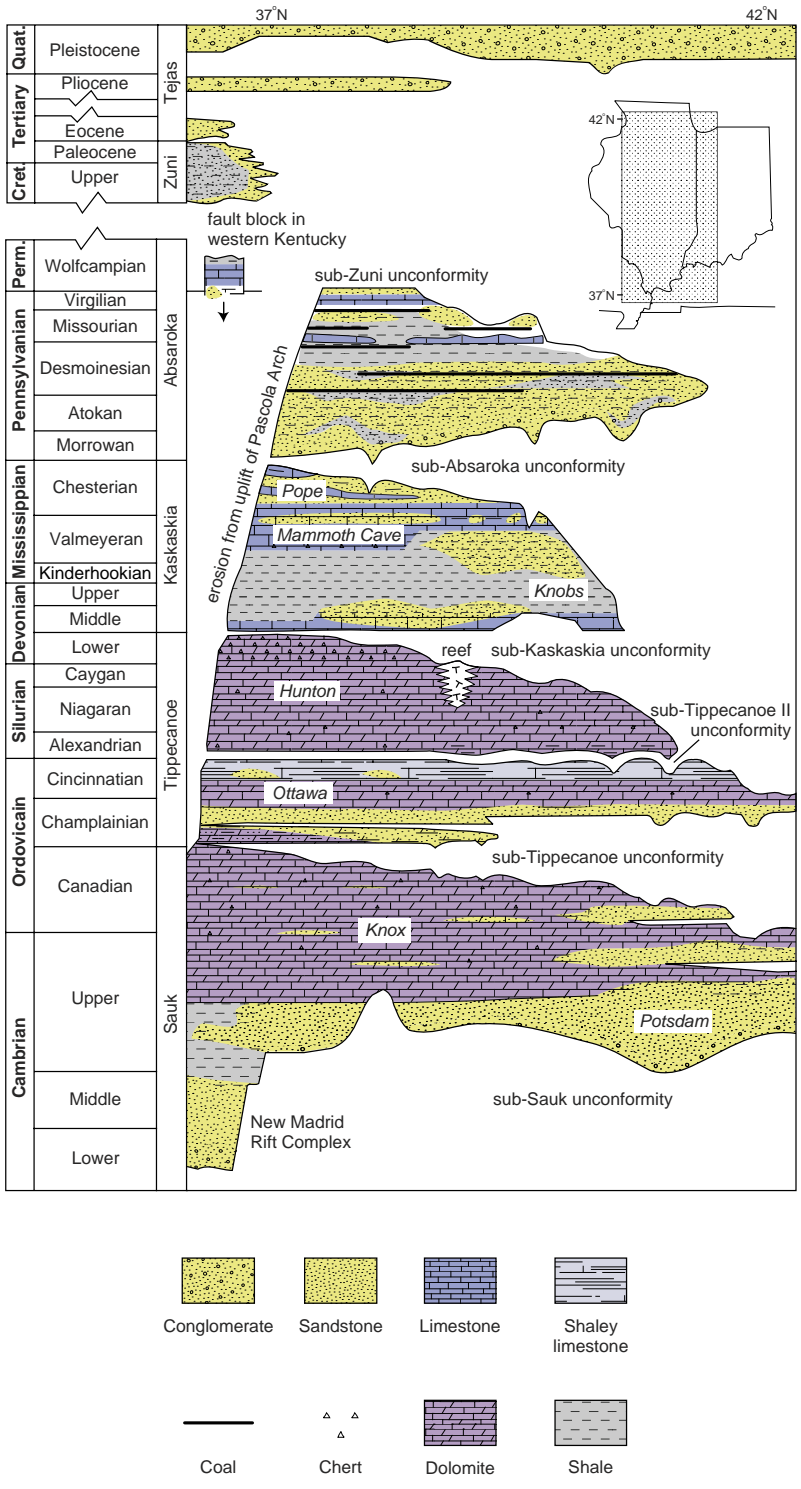 37°N
42°N
Quat.
Pleistocene
Tejas
Tertiary
Pliocene
Eocene
Paleocene
Zuni
Cret.
Upper
42°N
37°N
fault block in
western Kentucky
Perm.
Wolfcampian
Absaroka
sub-Zuni unconformity
Pennsylvanian
Virgilian
Missourian
Desmoinesian
Atokan
Morrowan
erosion from uplift of Pascola Arch
sub-Absaroka unconformity
Mississippian
Chesterian
Kaskaskia
Pope
Valmeyeran
Mammoth Cave
Kinderhookian
Devonian
Upper
Knobs
Middle
Lower
Tippecanoe
reef
sub-Kaskaskia unconformity
Silurian
Caygan
Niagaran
Hunton
Alexandrian
sub-Tippecanoe II
unconformity
Ordovicain
Cincinnatian
Ottawa
Champlainian
sub-Tippecanoe unconformity
Canadian
Sauk
Knox
Cambrian
Upper
Potsdam
Middle
sub-Sauk unconformity
New Madrid
Rift Complex
Lower
Conglomerate
Sandstone
Limestone
Shaley
limestone
Coal
Chert
Dolomite
Shale